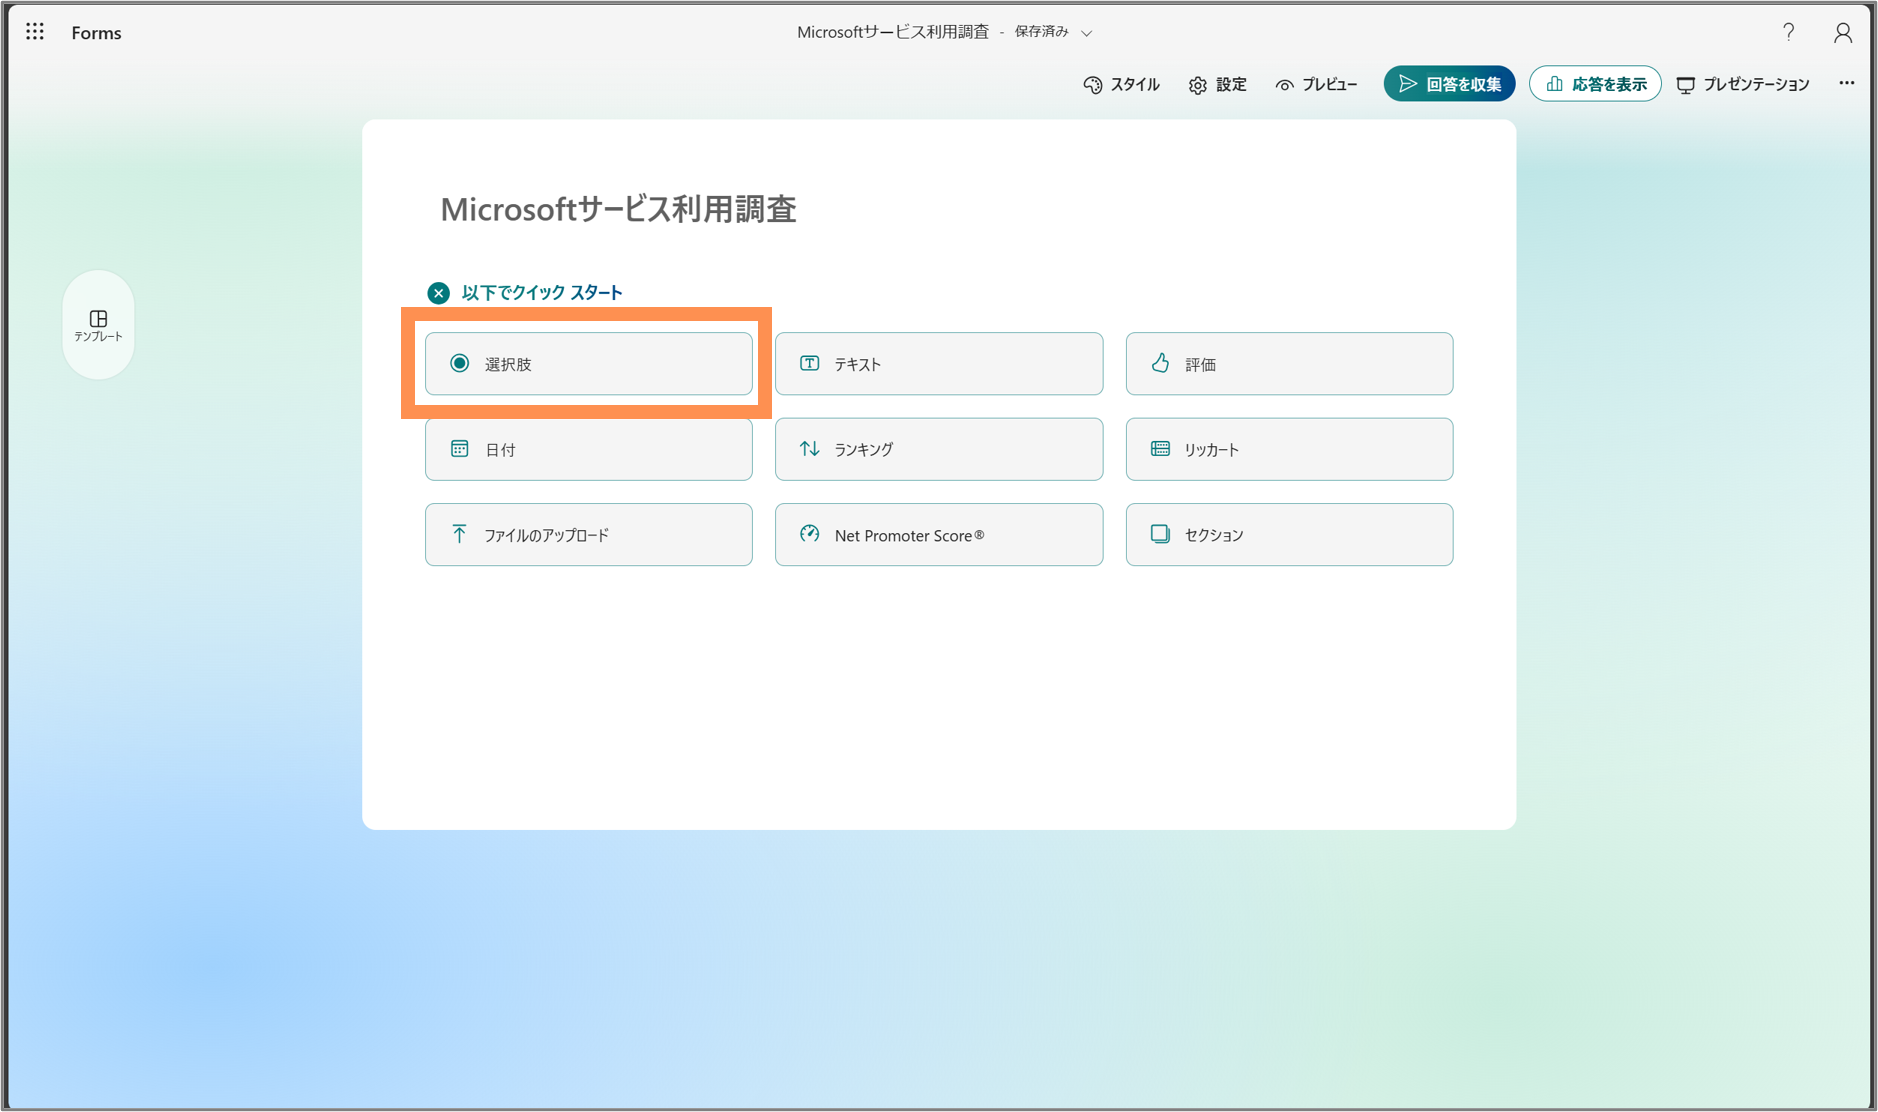 Forms
Microsoftサービス利用調査 - 保存済み
?
スタイル 設定 プレビュー 回答を収集 応答を表示 プレゼンテーション ...
Microsoftサービス利用調査
以下でクイック スタート
テンプレート
選択肢 テキスト 評価
日付 ランキング リッカート
ファイルのアップロード Net Promoter Score® セクション